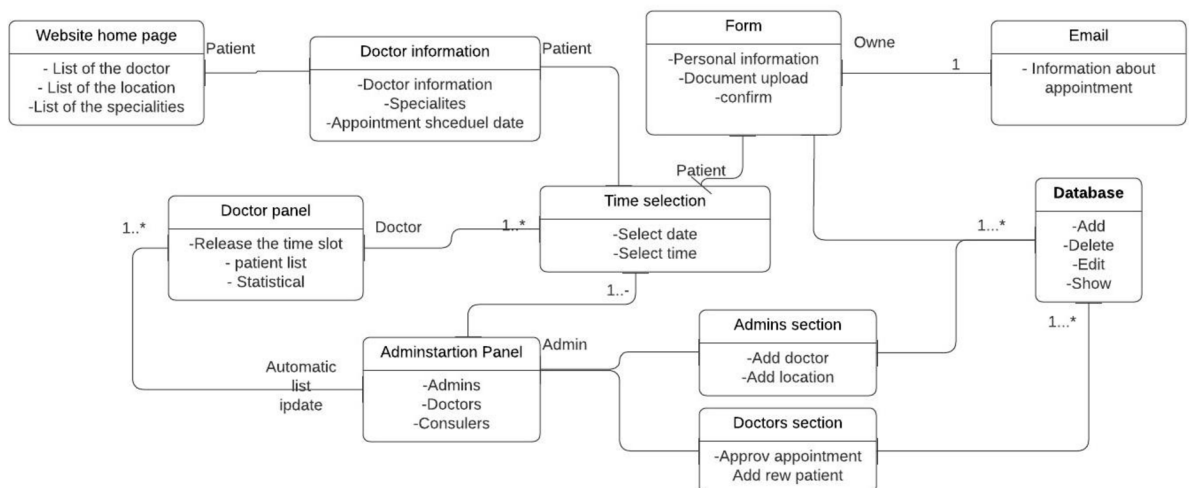 Website home page
- List of the doctor
- List of the location
-List of the specialities
Patient
Doctor information
-Doctor information
-Specialites
-Appointment shceduel date
Patient
Form
-Personal information
-Document upload
-confirm
Owne
1
Email
- Information about
appointment
Patient
Time selection
-Select date
-Select time
1..*
Doctor panel
-Release the time slot
- patient list
- Statistical
Doctor
1..*
1...*
Database
-Add
-Delete
-Edit
-Show
1..-
1...*
Automatic
list
ipdate
Adminstartion Panel
-Admins
-Doctors
-Consulers
Admin
Admins section
-Add doctor
-Add location
Doctors section
-Approv appointment
Add rew patient